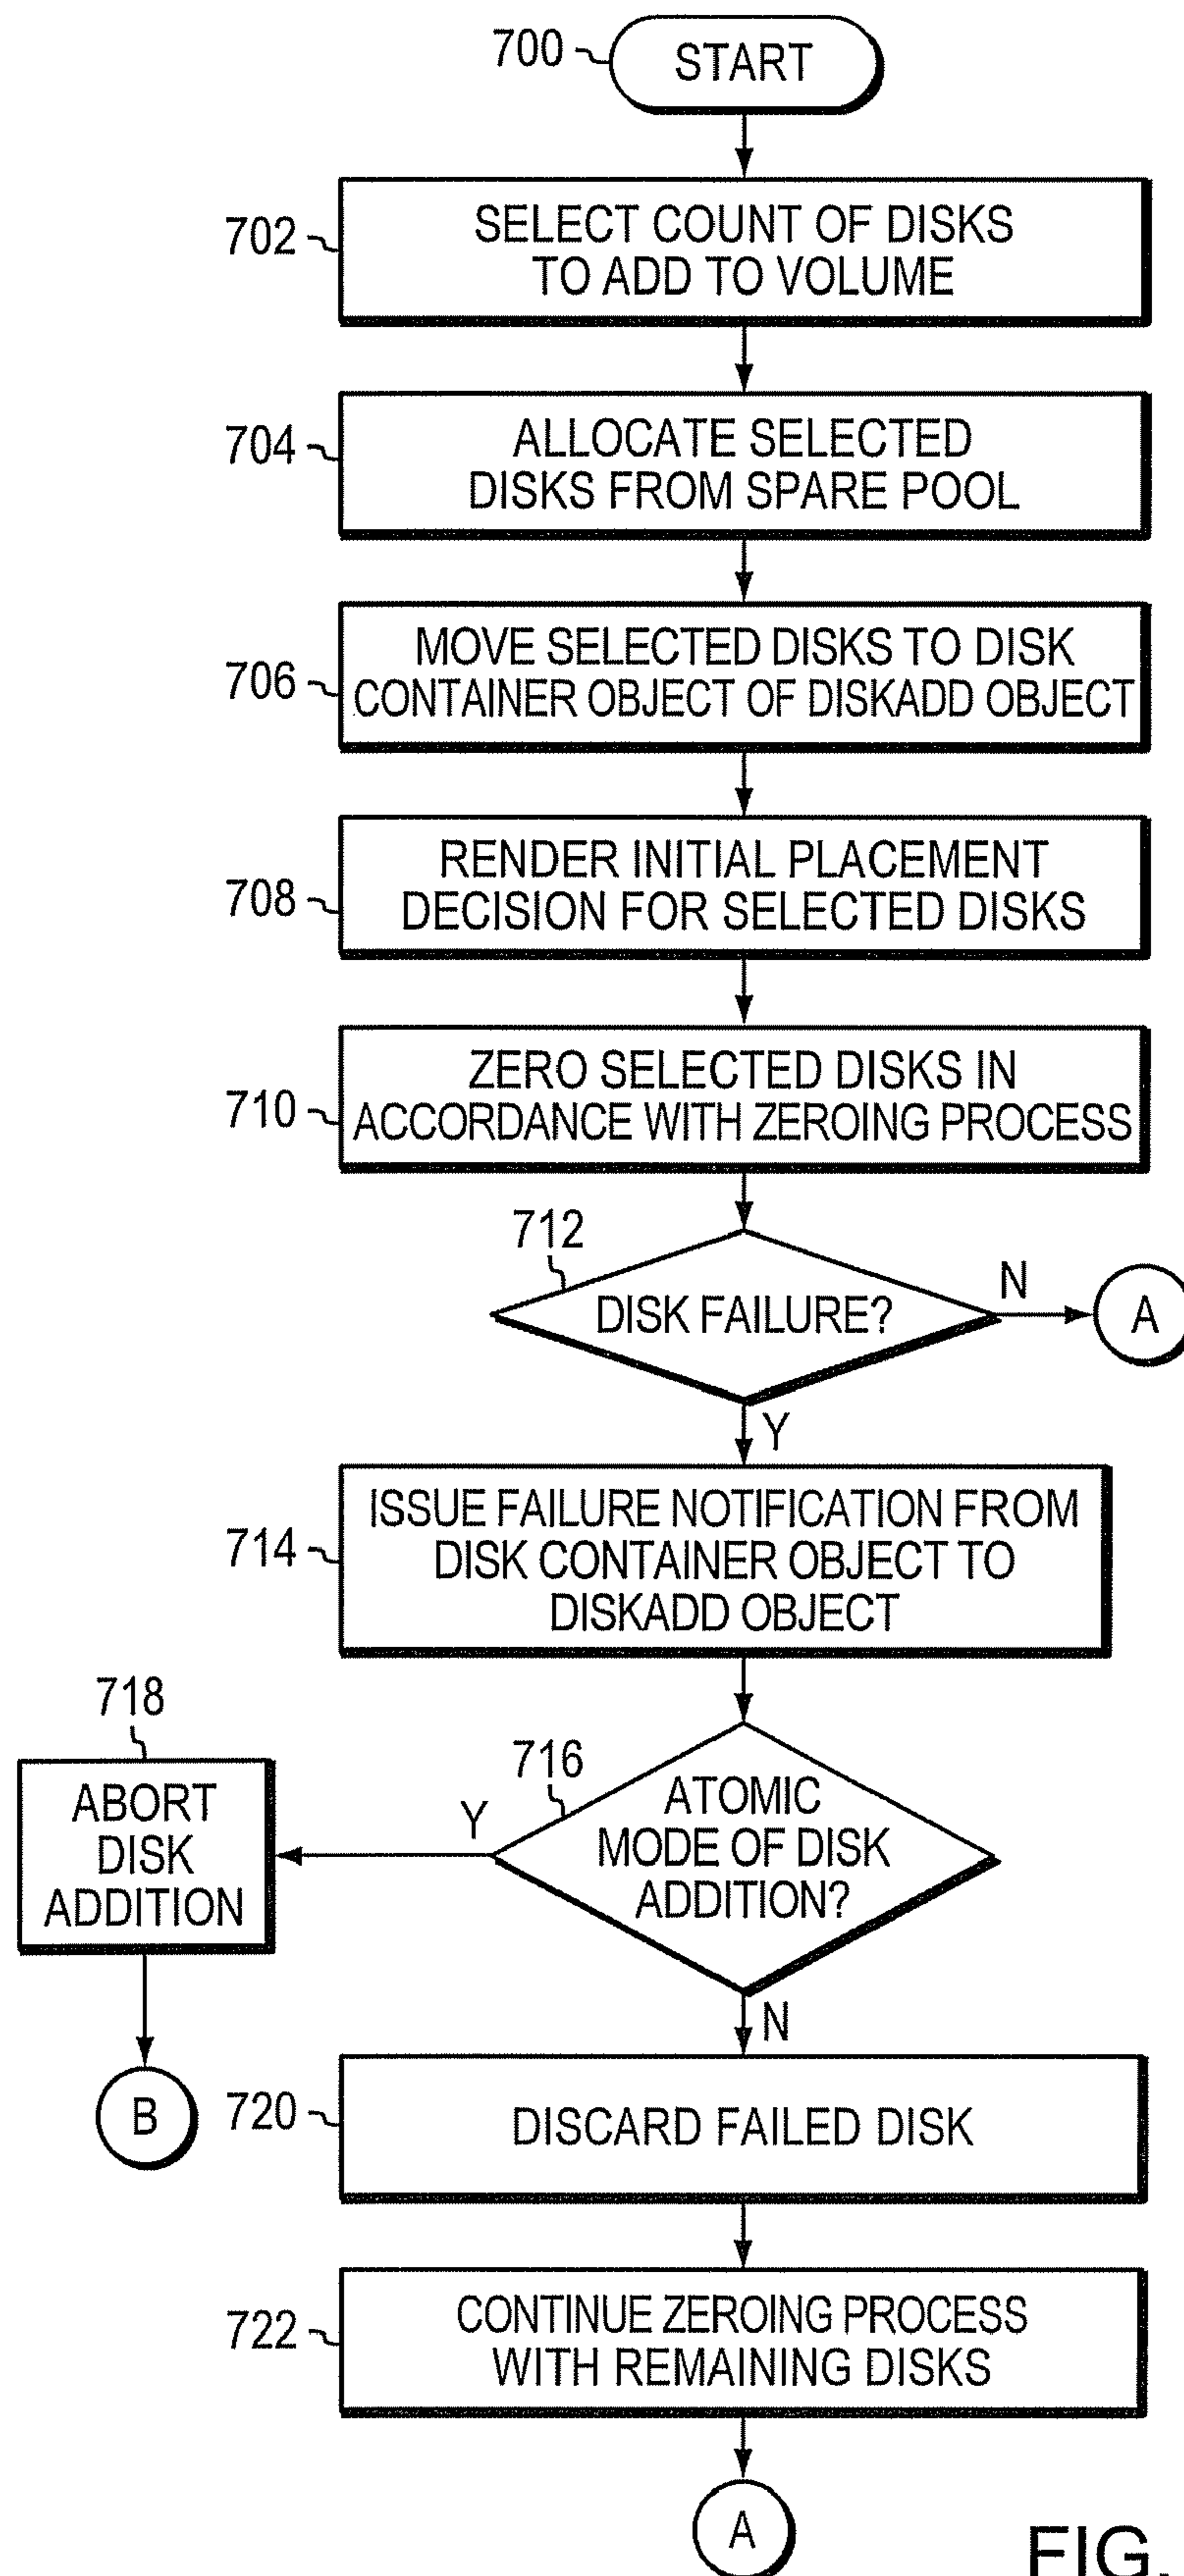 700
START
702
SELECT COUNT OF DISKS
TO ADD TO VOLUME
704
ALLOCATE SELECTED
DISKS FROM SPARE POOL
706
MOVE SELECTED DISKS TO DISK
CONTAINER OBJECT OF DISKADD OBJECT
708
RENDER INITIAL PLACEMENT
DECISION FOR SELECTED DISKS
710
ZERO SELECTED DISKS IN
ACCORDANCE WITH ZEROING PROCESS
712
DISK FAILURE?
N
A
Y
714
ISSUE FAILURE NOTIFICATION FROM
DISK CONTAINER OBJECT TO
DISKADD OBJECT
718
ABORT
DISK
ADDITION
Y
716
ATOMIC
MODE OF DISK
ADDITION?
N
B
720
DISCARD FAILED DISK
722
CONTINUE ZEROING PROCESS
WITH REMAINING DISKS
A
FIG.